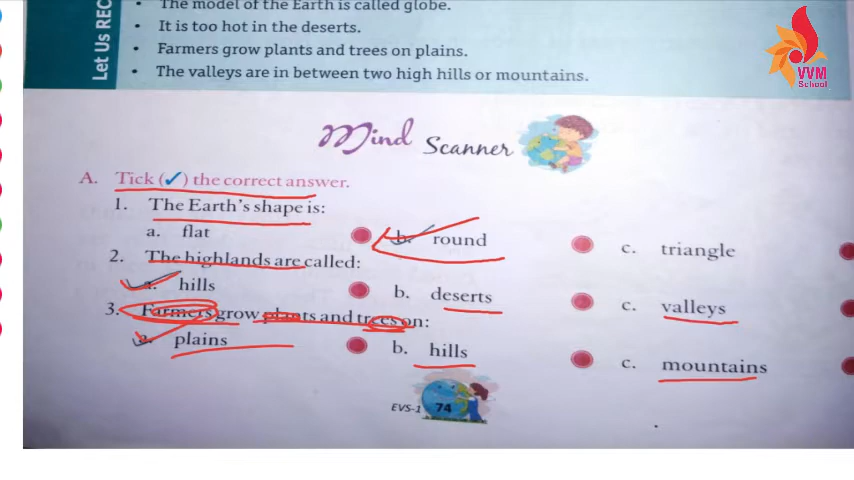 • The model of the Earth is called globe.
• It is too hot in the deserts.
• Farmers grow plants and trees on plains.
• The valleys are in between two high hills or mountains.
Let Us REC
VVM
School
Mind Scanner
A. Tick (✓) the correct answer.
1. The Earth's shape is:
a. flat b. round c. triangle
2. The highlands are called:
a. hills b. deserts c. valleys
3. Farmers grow plants and trees on:
a. plains b. hills c. mountains
EVS-1 74